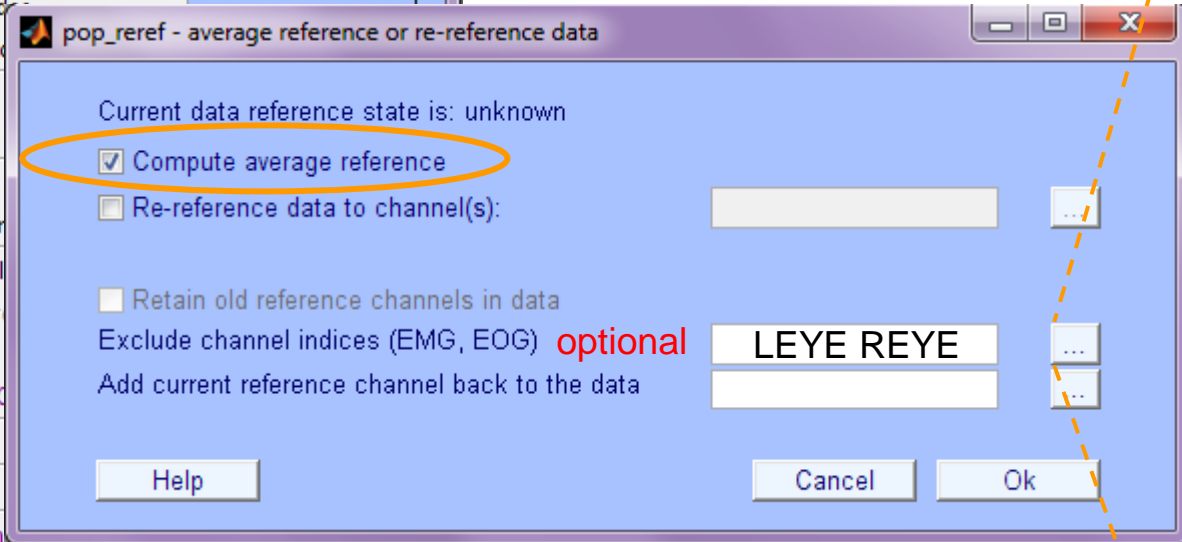 pop_reref - average reference or re-reference data
Current data reference state is: unknown
Compute average reference
Re-reference data to channel(s):
...
Retain old reference channels in data
Exclude channel indices (EMG, EOG) optional LEYE REYE ...
Add current reference channel back to the data ...
Help Cancel Ok